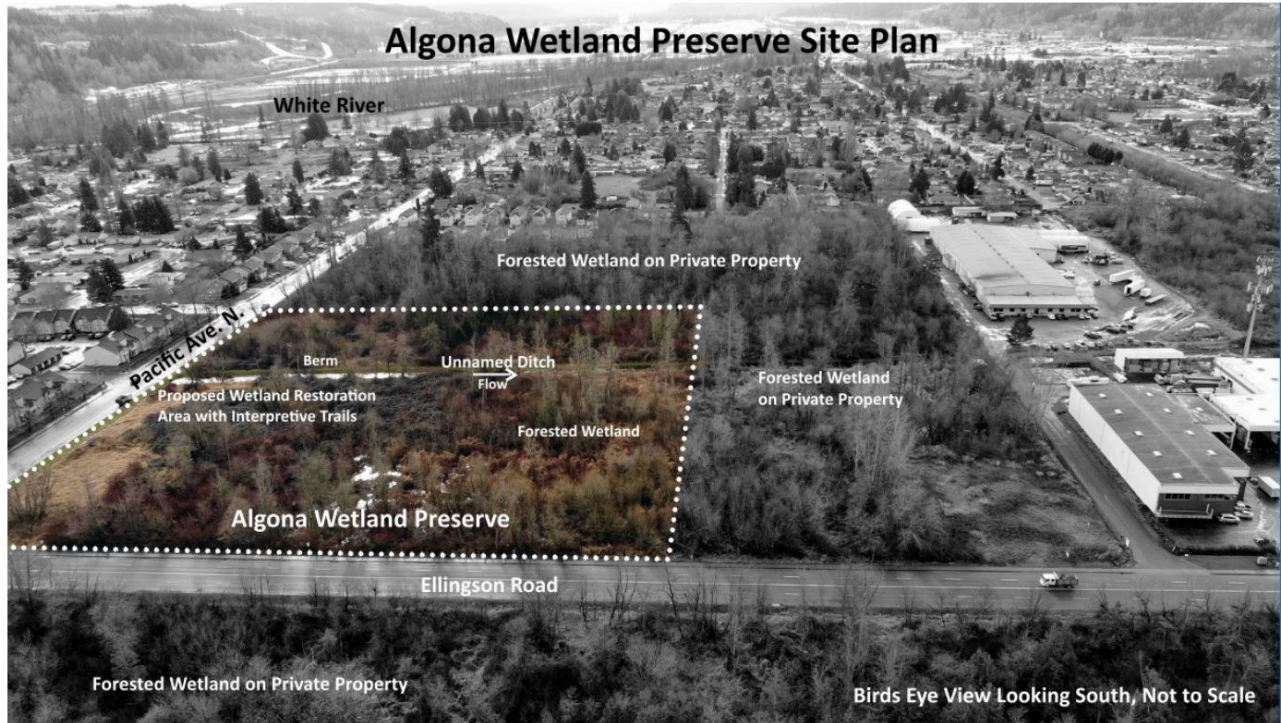 Algona Wetland Preserve Site Plan
White River
Forested Wetland on Private Property
Pacific Ave. N.
Berm
Unnamed Ditch
Flow
Proposed Wetland Restoration
Area with Interpretive Trails
Forested Wetland
on Private Property
Forested Wetland
Algona Wetland Preserve
Ellingson Road
Forested Wetland on Private Property
Birds Eye View Looking South, Not to Scale